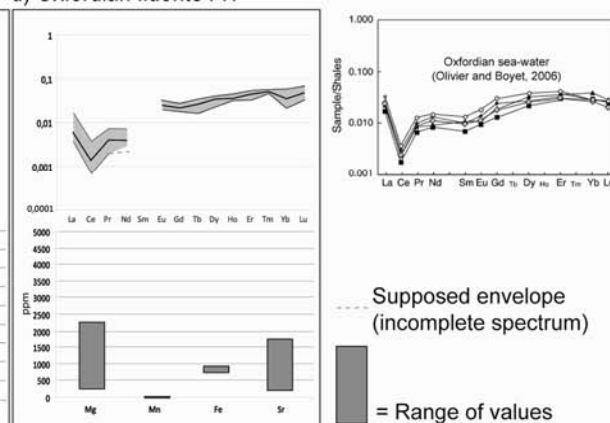 1
0,1
0,01
0,001
0,0001
La Ce Pr Nd Sm Eu Gd Tb Dy Ho Er Tm Yb Lu
5000
4500
4000
3500
3000
2500
2000
1500
1000
500
0
ppm
Mg Mn Fe Sr
1.000
0.100
0.010
0.001
Sample/Shales
Oxfordian sea-water
(Olivier and Boyet, 2006)
La Ce Pr Nd Sm Eu Gd Tb Dy Ho Er Tm Yb
Supposed envelope
(incomplete spectrum)
= Range of values